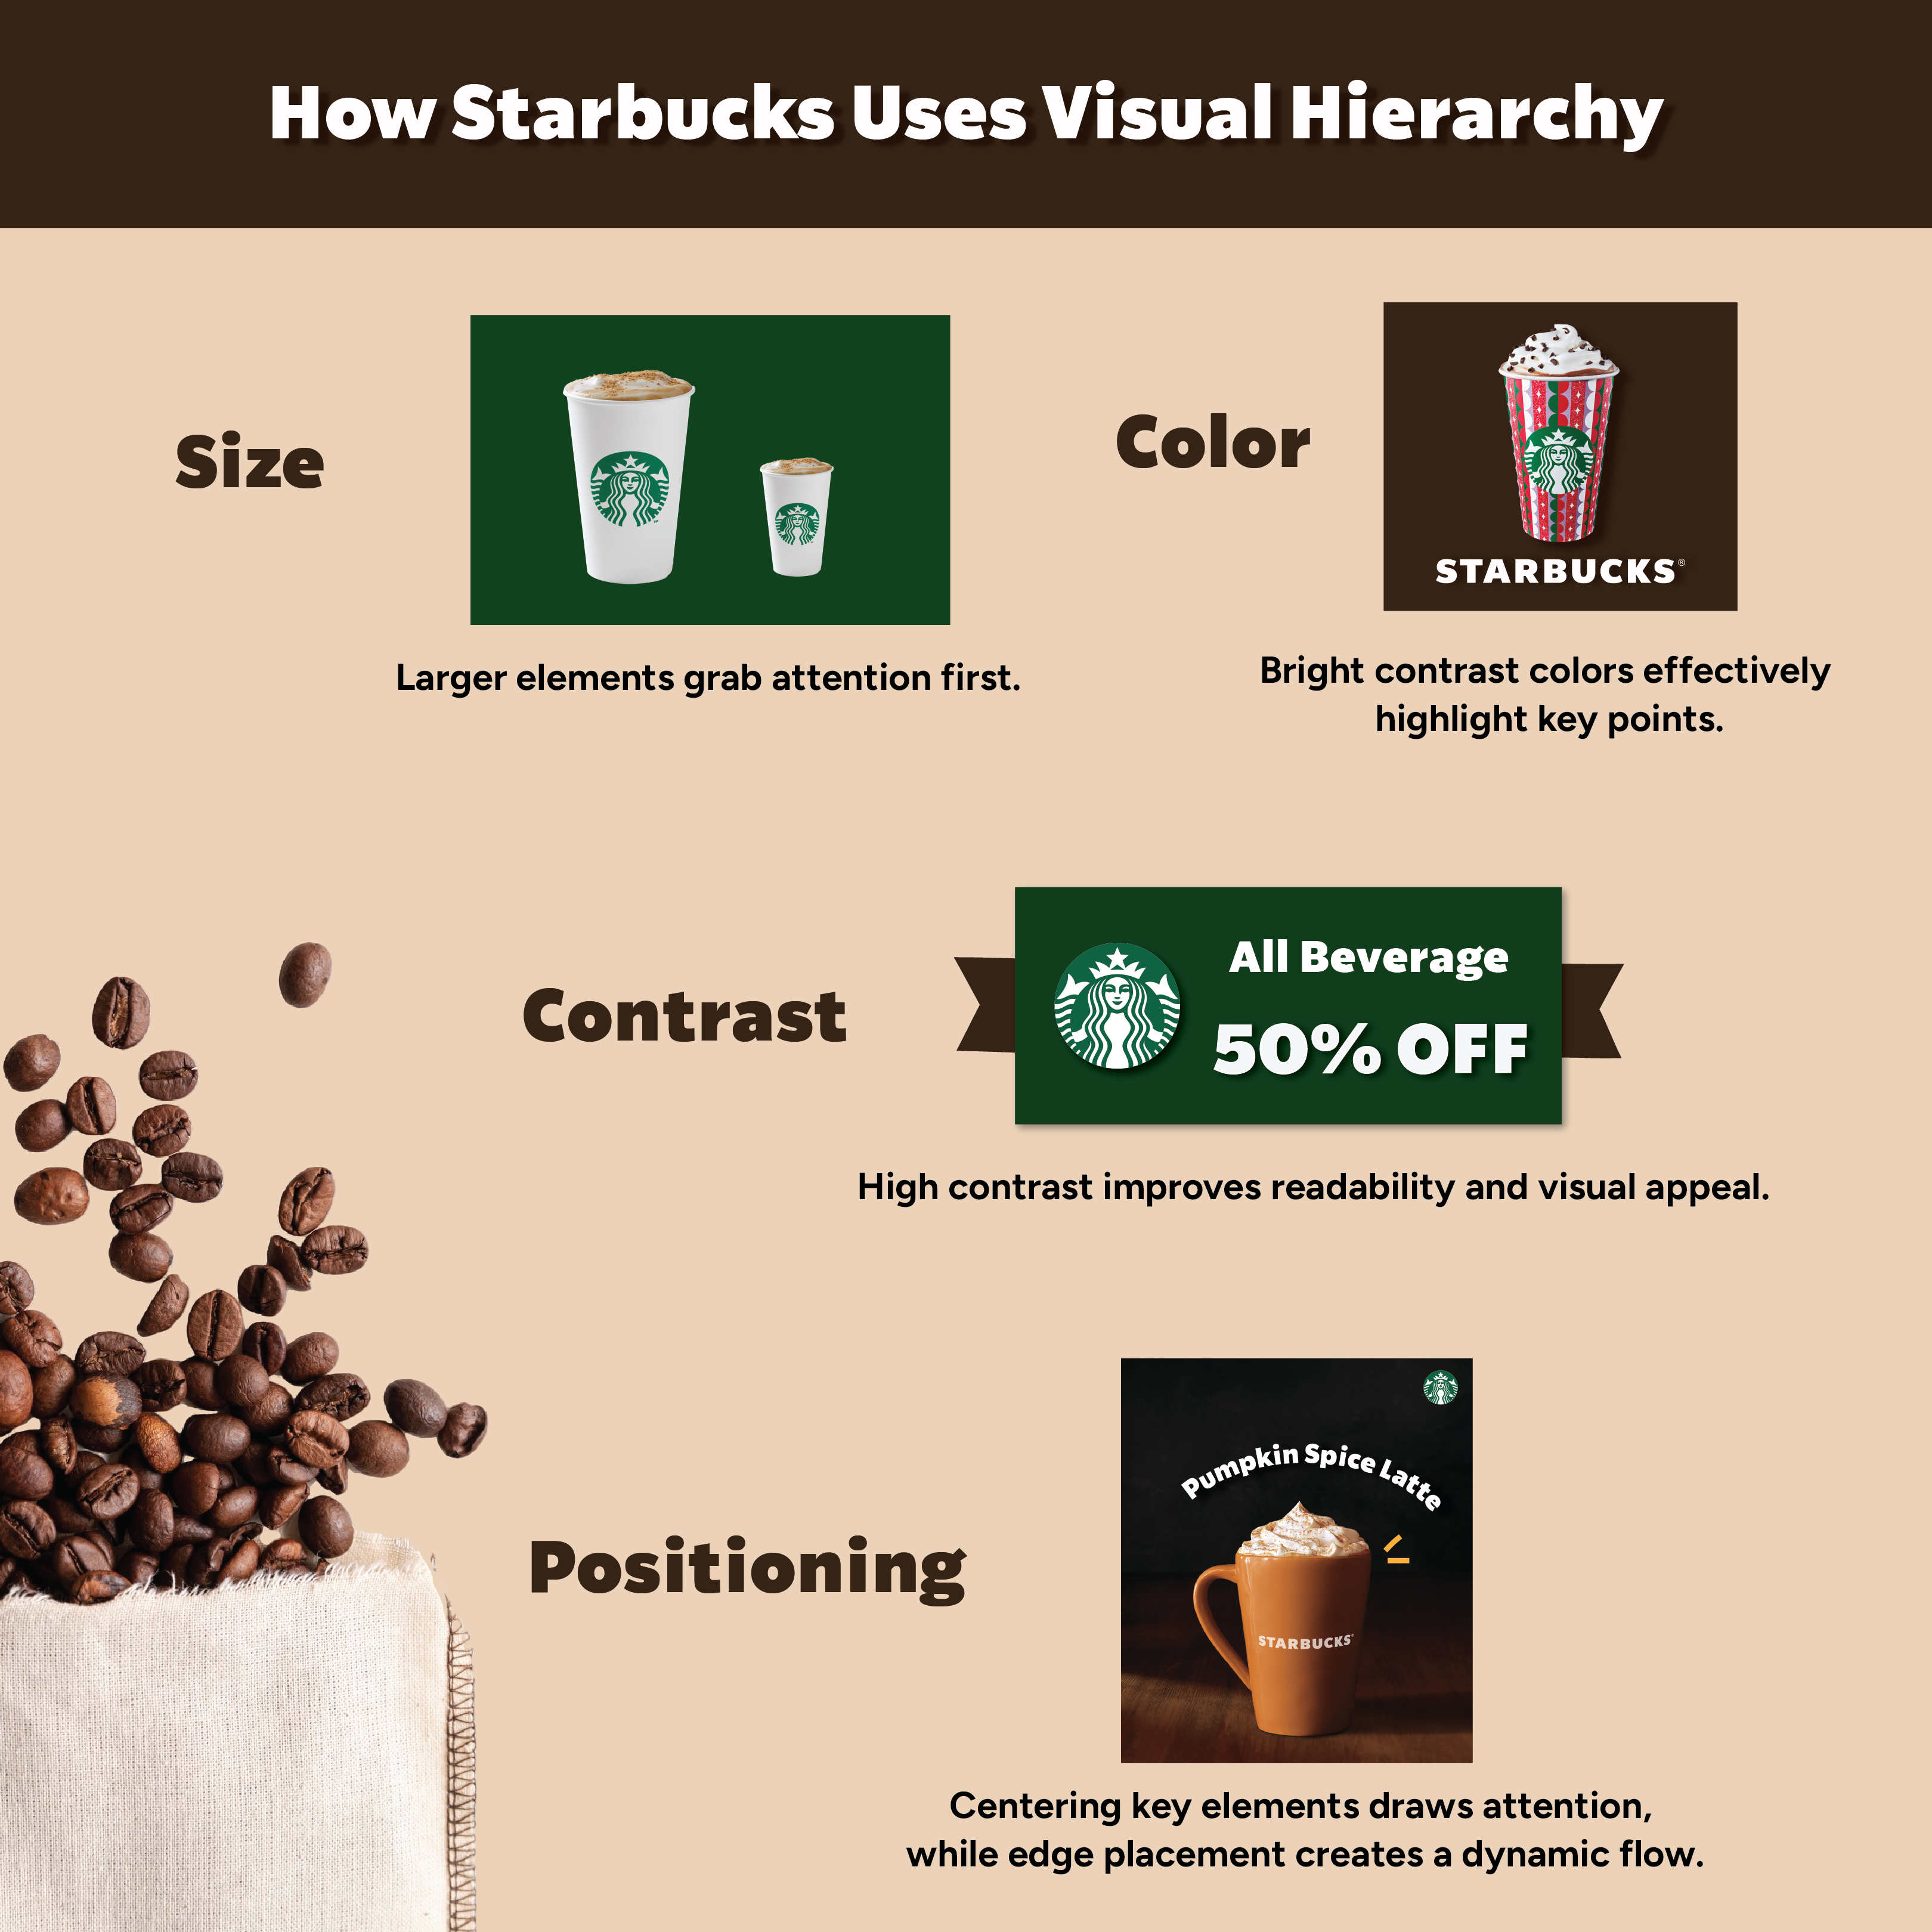 How Starbucks Uses Visual Hierarchy
Size
Larger elements grab attention first.
Color
STARBUCKS®
Bright contrast colors effectively
highlight key points.
Contrast
All Beverage
50% OFF
High contrast improves readability and visual appeal.
Positioning
Pumpkin Spice Latte
STARBUCKS®
Centering key elements draws attention,
while edge placement creates a dynamic flow.